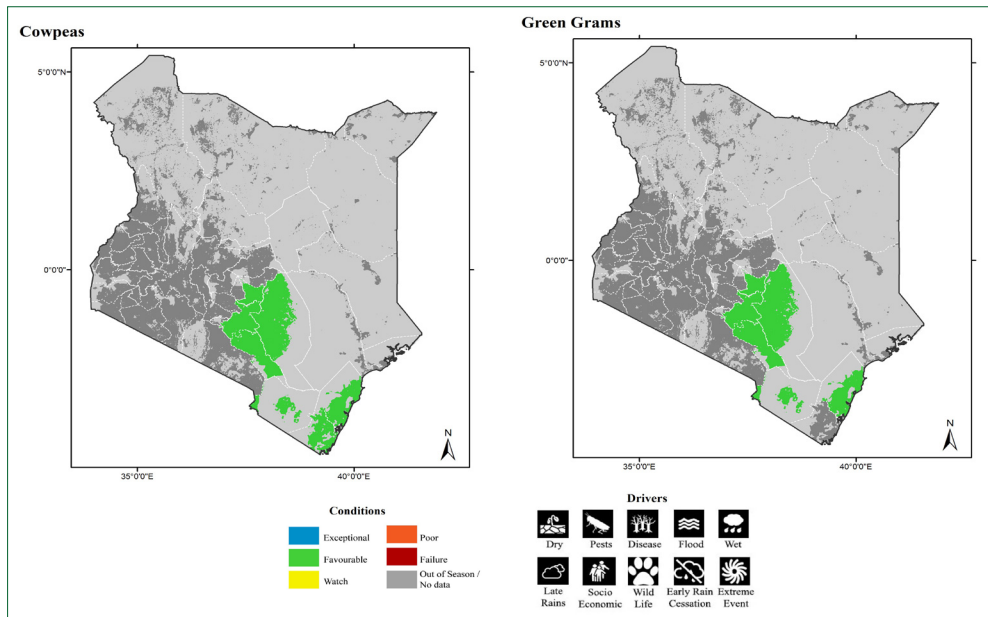 Cowpeas
Green Grams
5°0'0"N
0°0'0"
35°0'0"E
40°0'0"E
N
5°0'0"N
0°0'0"
35°0'0"E
40°0'0"E
N
Conditions
Exceptional
Poor
Favourable
Failure
Watch
Out of Season /
No data
Drivers
Dry
Pests
Disease
Flood
Wet
Late
Rains
Socio
Economic
Wild
Life
Early Rain
Cessation
Extreme
Event